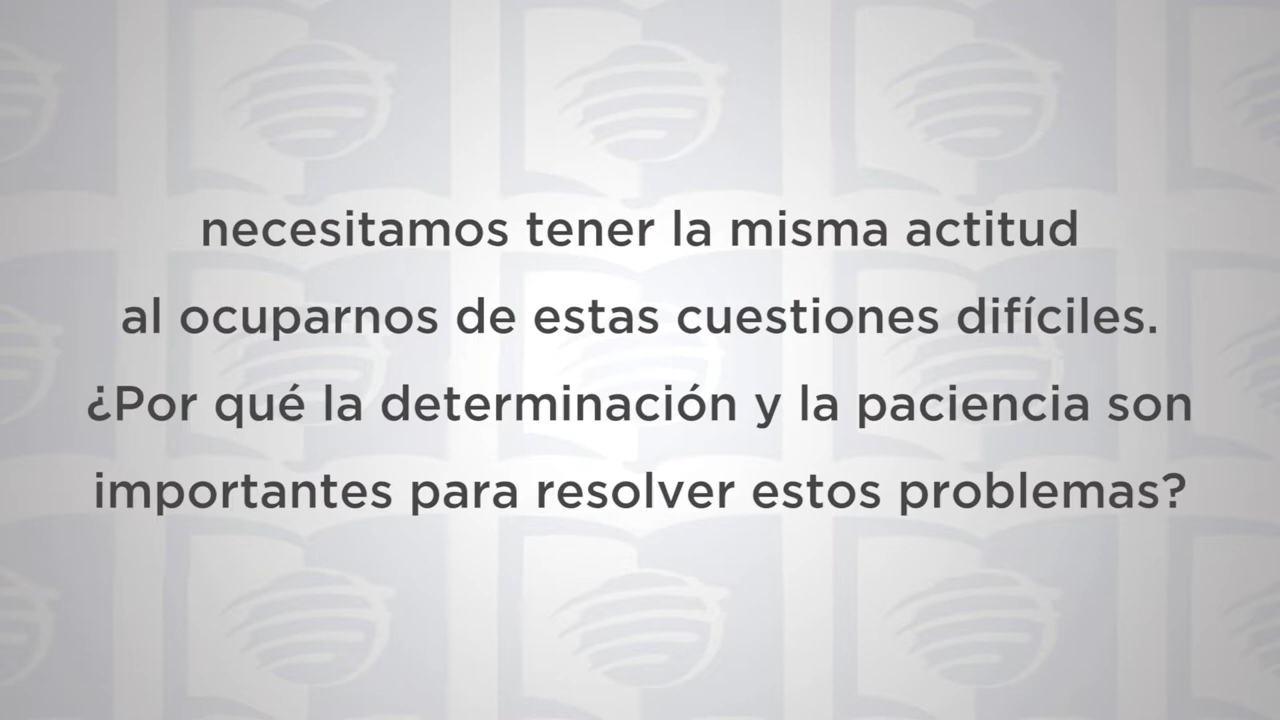 necesitamos tener la misma actitud
al ocuparnos de estas cuestiones difíciles.
¿Por qué la determinación y la paciencia son
importantes para resolver estos problemas?